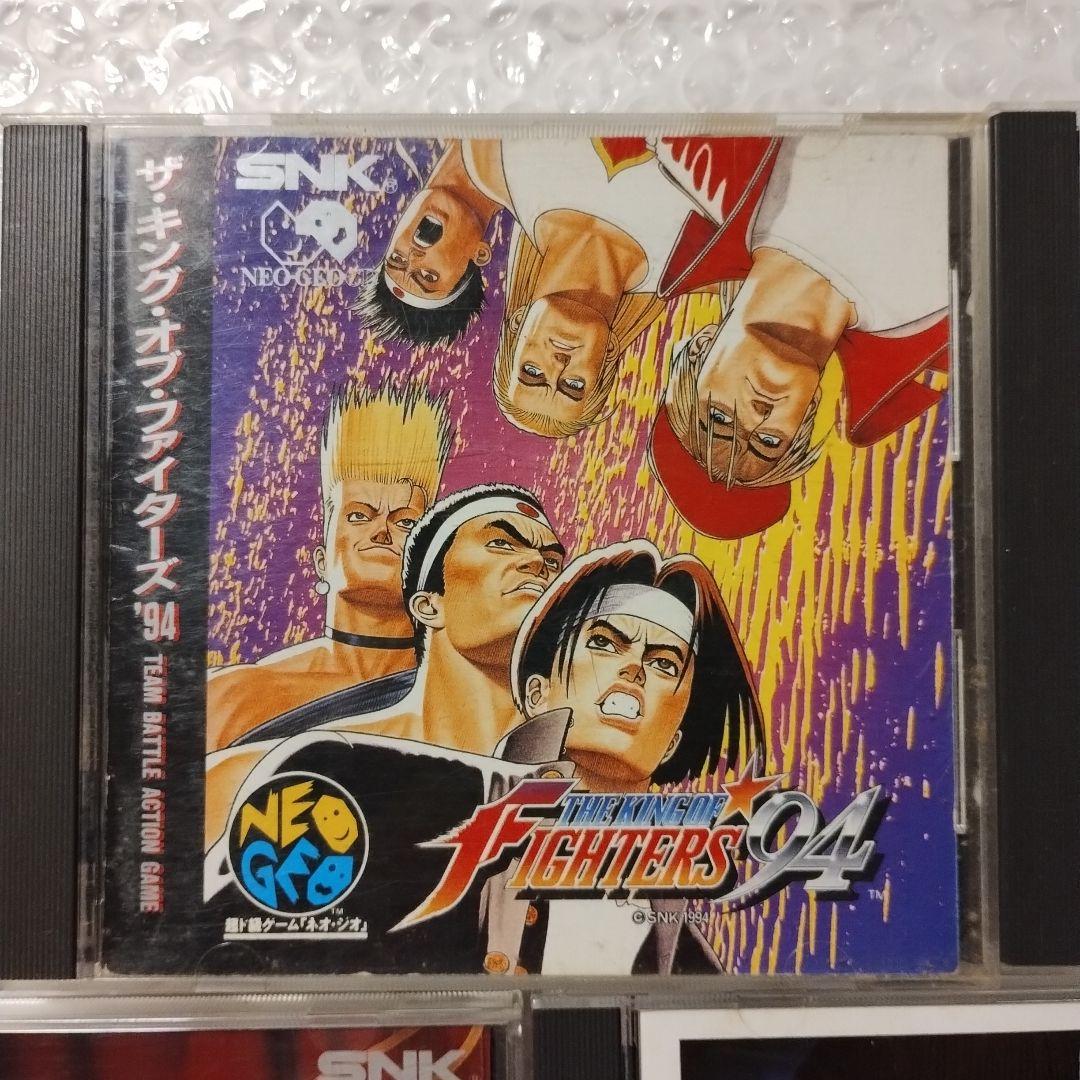 ザ・キング・オブ・ファイターズ'94 TEAM BATTLE ACTION GAME
SNK®
NEO・GEO CD
NEO
GEO
TM
超ド級ゲーム「ネオ・ジオ」
THE KING OF
FIGHTERS '94
TM
©SNK 1994
SNK